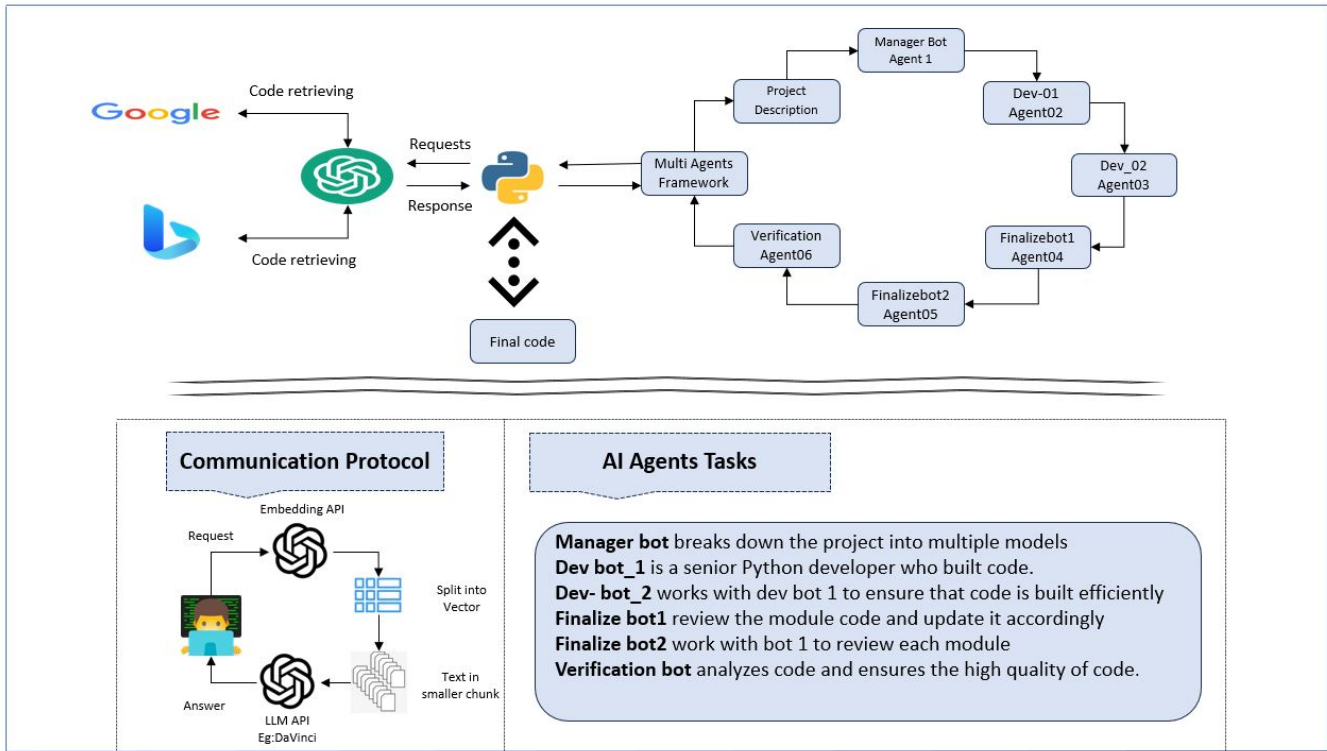 Google
Code retrieving
Code retrieving
Requests
Response
Final code
Multi Agents
Framework
Project
Description
Manager Bot
Agent 1
Dev-01
Agent02
Dev_02
Agent03
Finalizebot1
Agent04
Finalizebot2
Agent05
Verification
Agent06
Communication Protocol
Embedding API
Request
Split into
Vector
Text in
smaller chunk
Answer
LLM API
Eg:DaVinci
AI Agents Tasks
Manager bot breaks down the project into multiple models
Dev bot_1 is a senior Python developer who built code.
Dev- bot_2 works with dev bot 1 to ensure that code is built efficiently
Finalize bot1 review the module code and update it accordingly
Finalize bot2 work with bot 1 to review each module
Verification bot analyzes code and ensures the high quality of code.